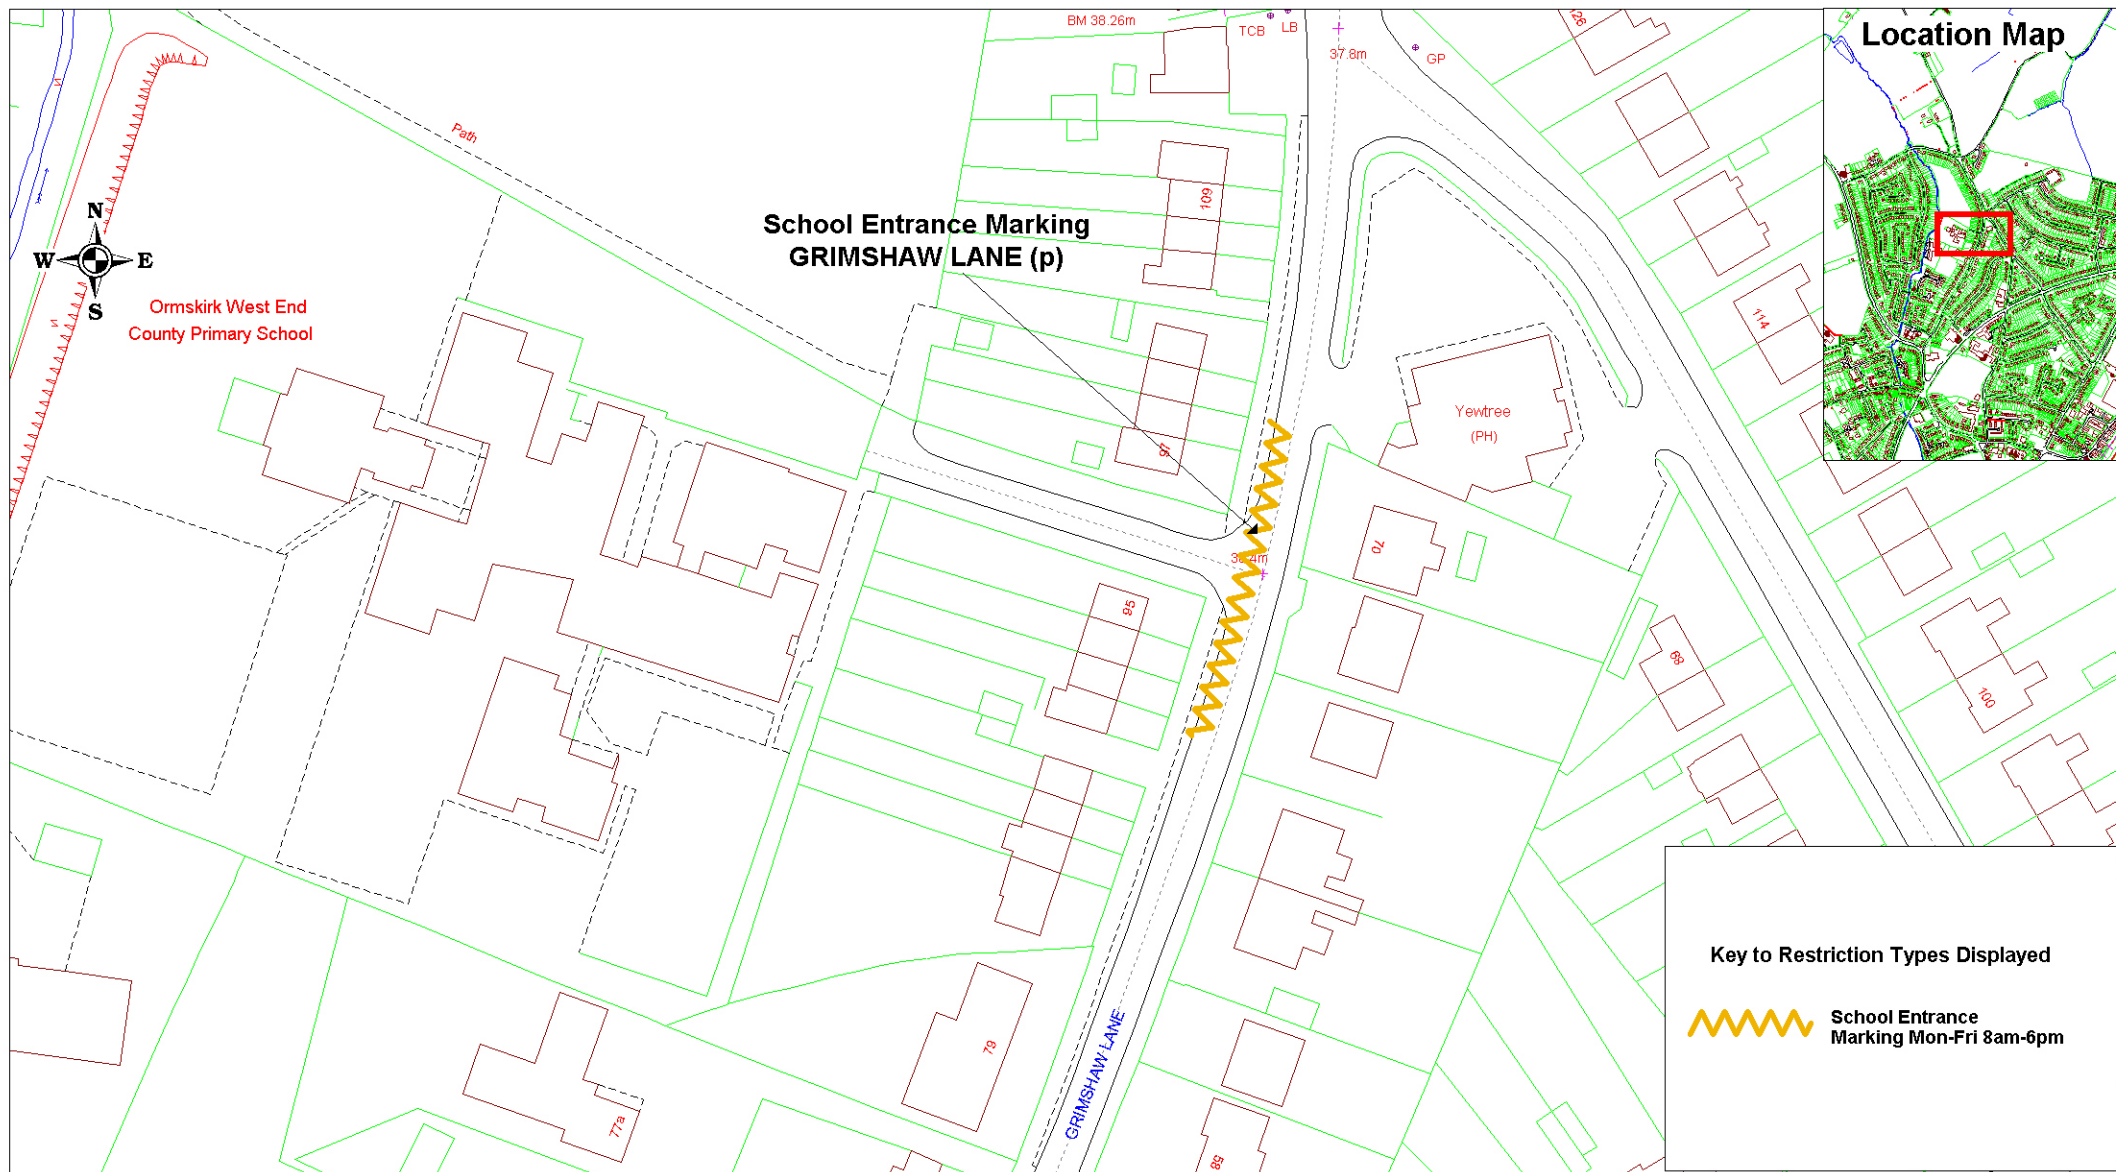 BM 38.26m
TCB
LB
37.8m
GP
126
Location Map
Path
109
School Entrance Marking
GRIMSHAW LANE (p)
N
W
E
S
Ormskirk West End
County Primary School
114
Yewtree
(PH)
97
70
95
68
100
Key to Restriction Types Displayed
School Entrance
Marking Mon-Fri 8am-6pm
79
GRIMSHAW LANE
77a
58